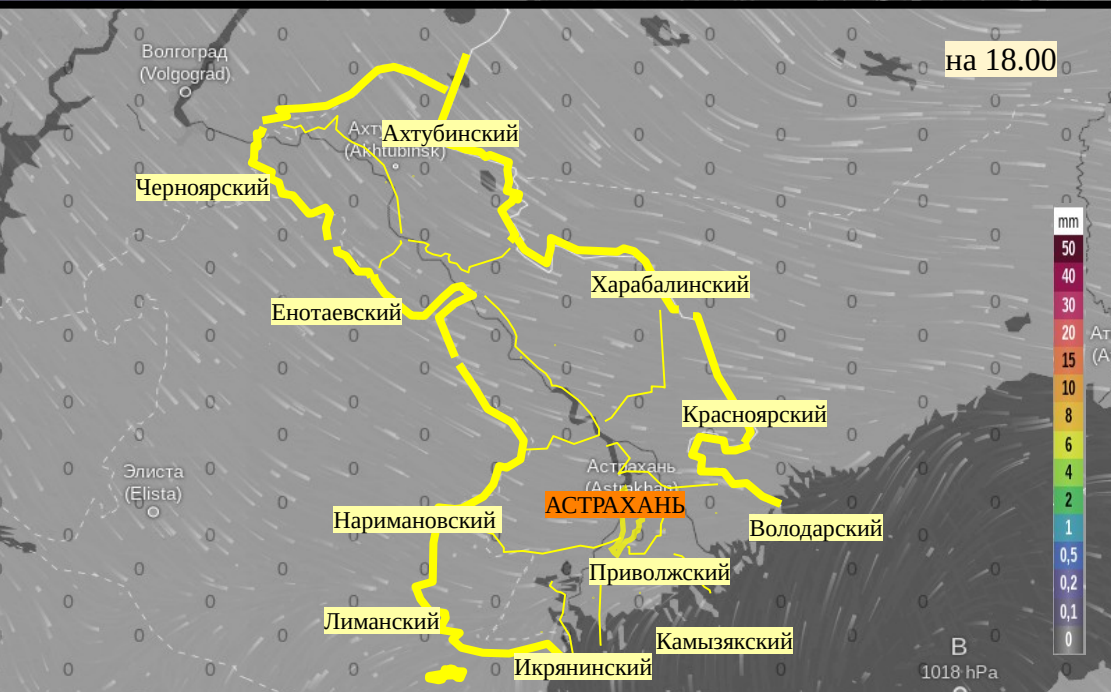 на 18.00
Волгоград
(Volgograd)
Ахтубинский
(Akhtubinsk)
Черноярский
mm
50
40
30
20
15
10
8
6
4
2
1
0,5
0,2
0,1
0
Харабалинский
Енотаевский
Красноярский
Элиста
(Elista)
Астрахань
(Astrakhan)
АСТРАХАНЬ
Наримановский
Володарский
Приволжский
Лиманский
Камызякский
Икрянинский
В
1018 hPa